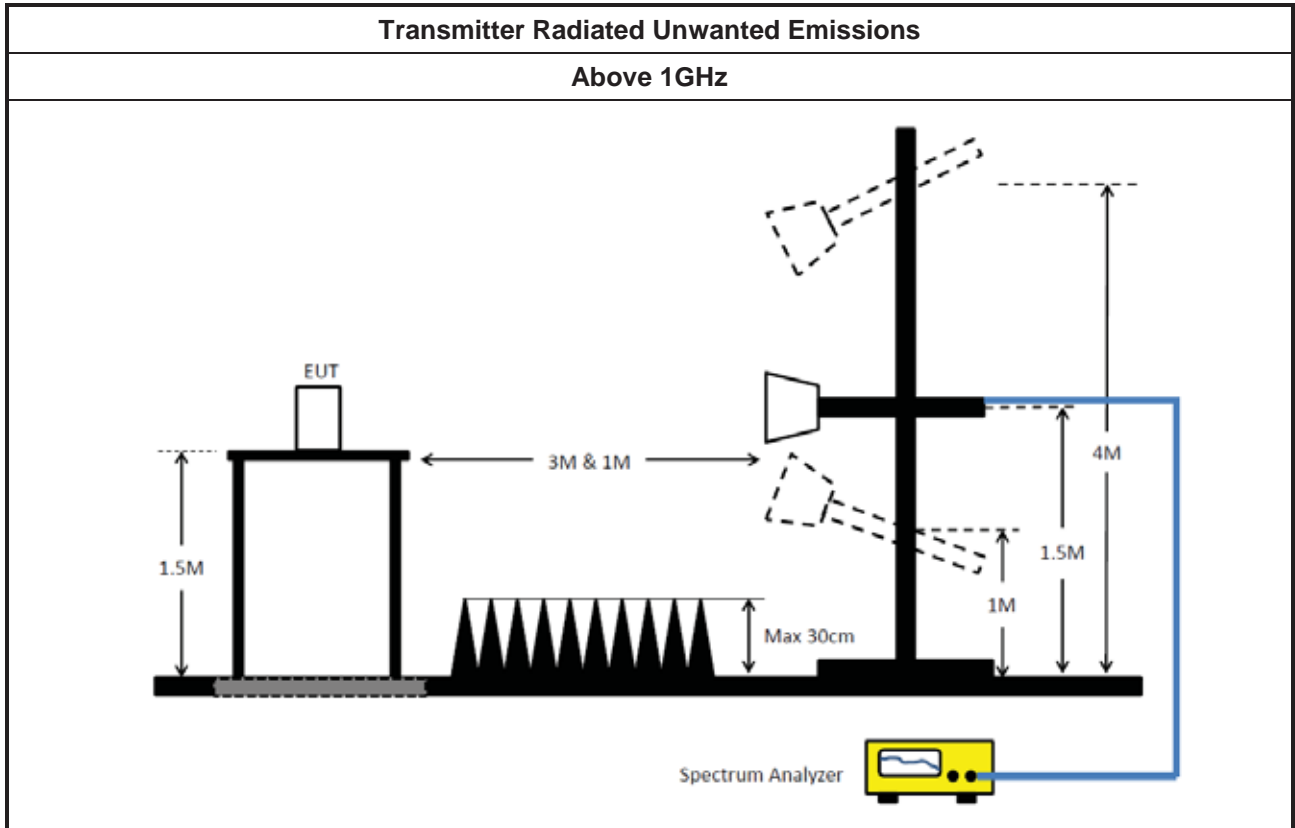 Transmitter Radiated Unwanted Emissions
Above 1GHz
EUT
3M & 1M
4M
1.5M
1.5M
1M
Max 30cm
Spectrum Analyzer